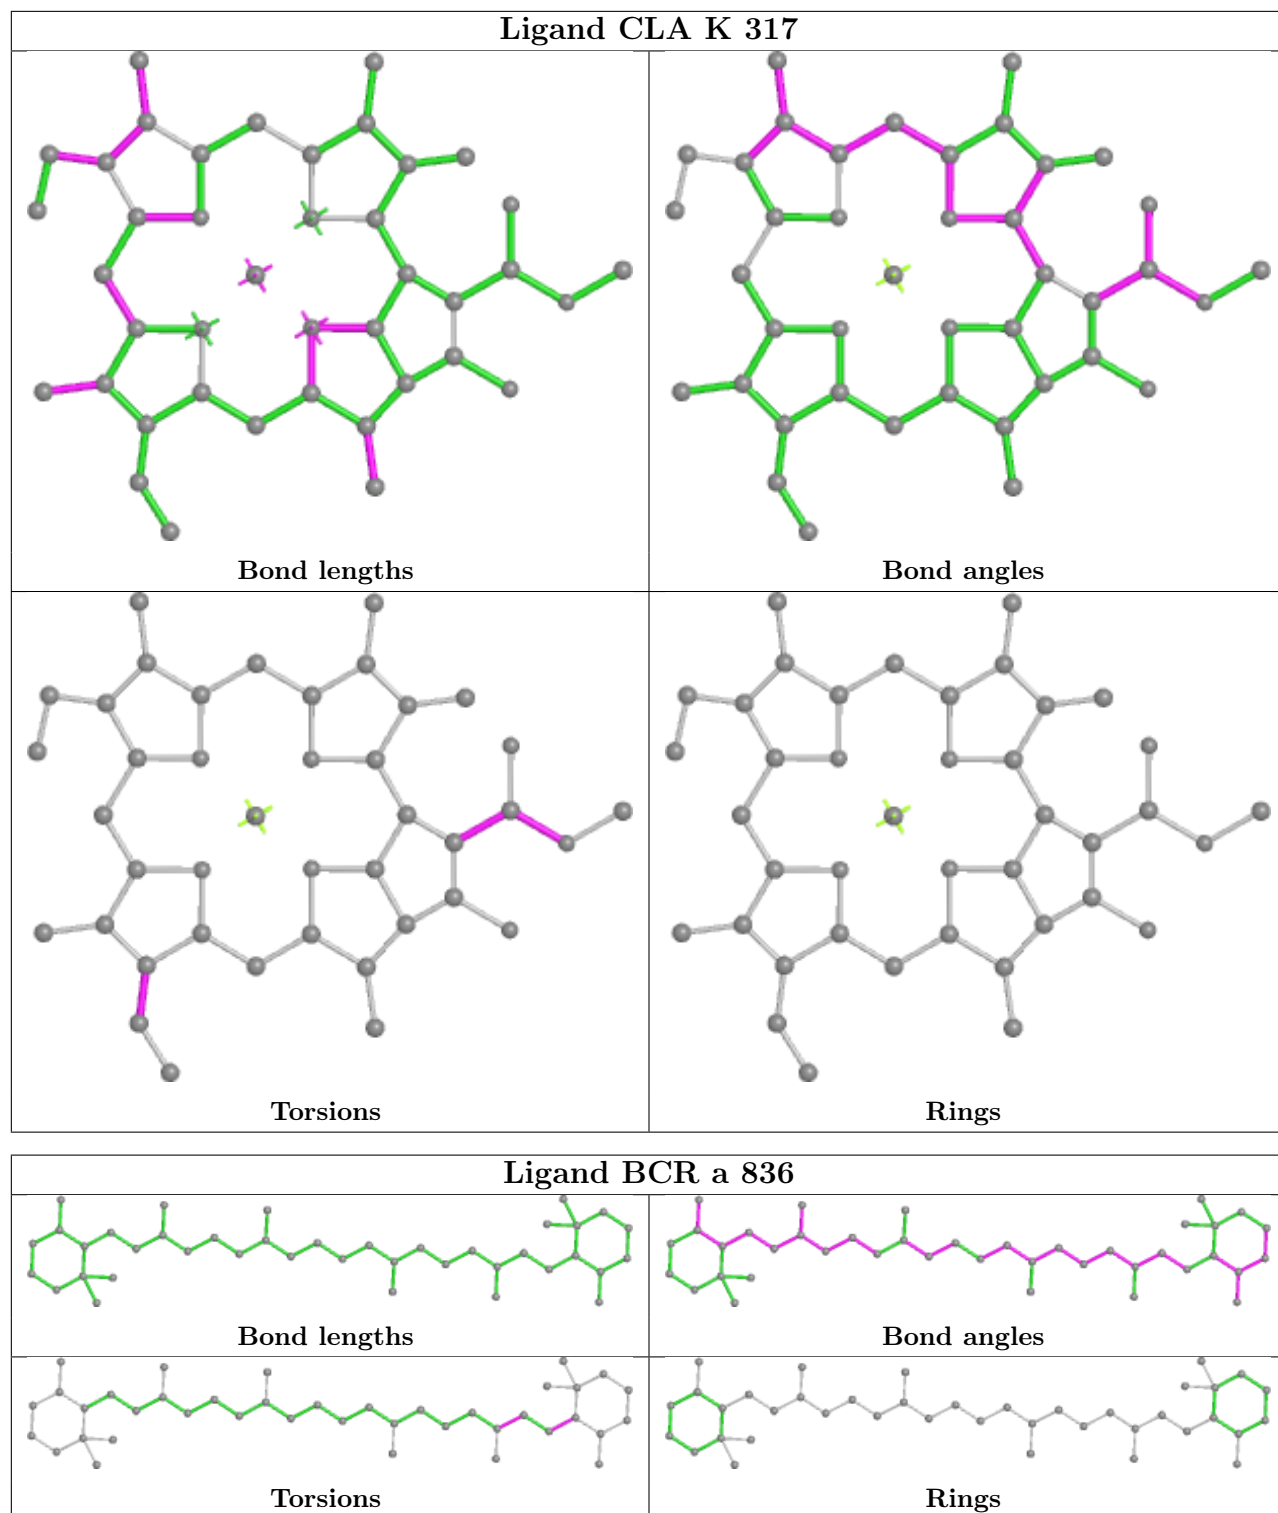 Ligand CLA K 317
Bond lengths
Bond angles
Torsions
Rings
Ligand BCR a 836
Bond lengths
Bond angles
Torsions
Rings